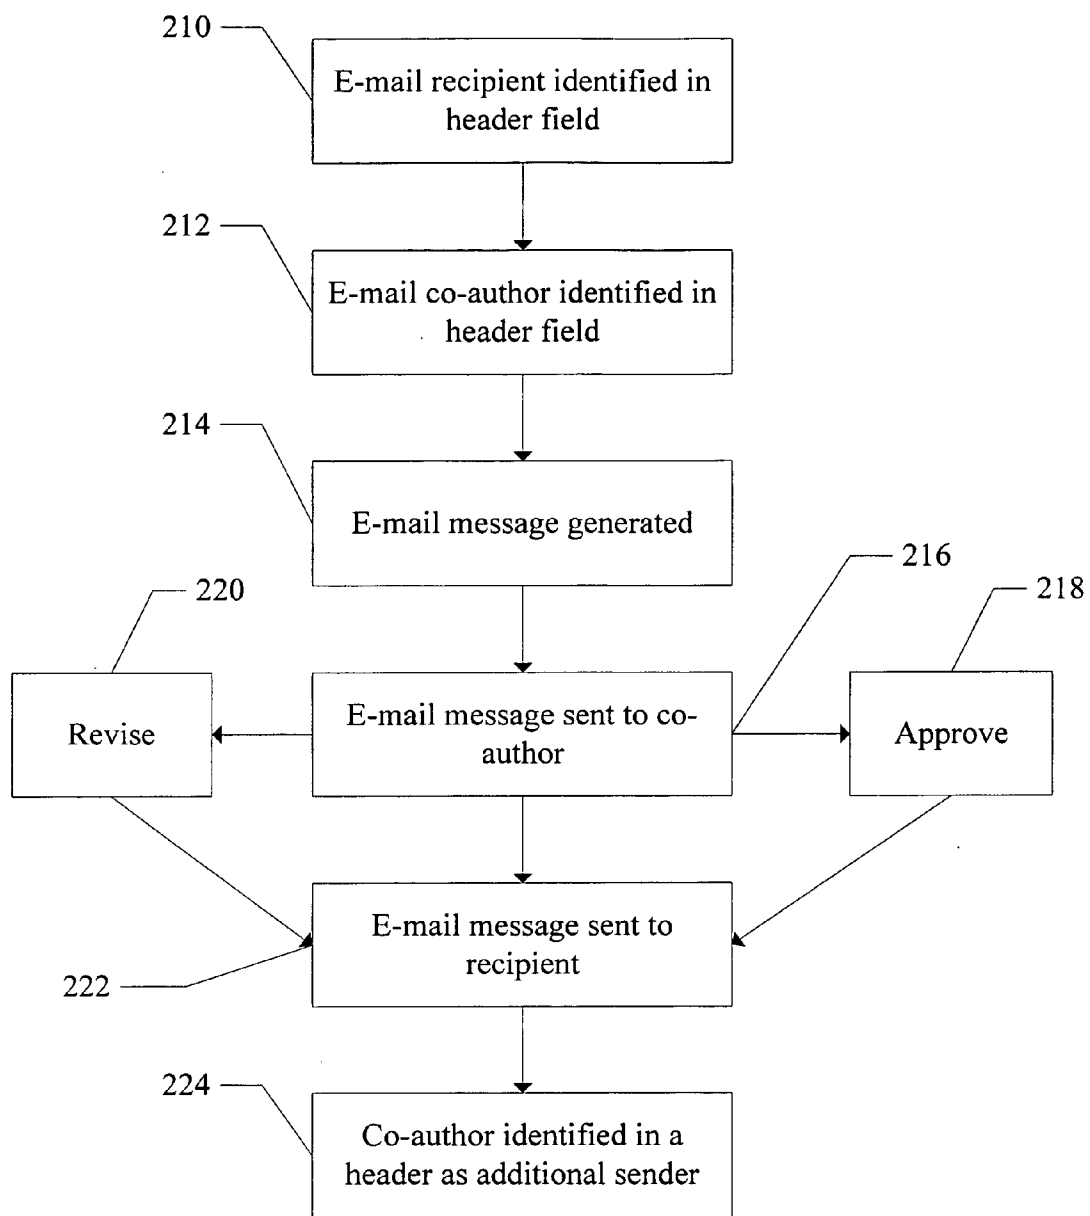 210
E-mail recipient identified in
header field
212
E-mail co-author identified in
header field
214
E-mail message generated
216
220
218
Revise
E-mail message sent to co-
author
Approve
E-mail message sent to
recipient
222
224
Co-author identified in a
header as additional sender